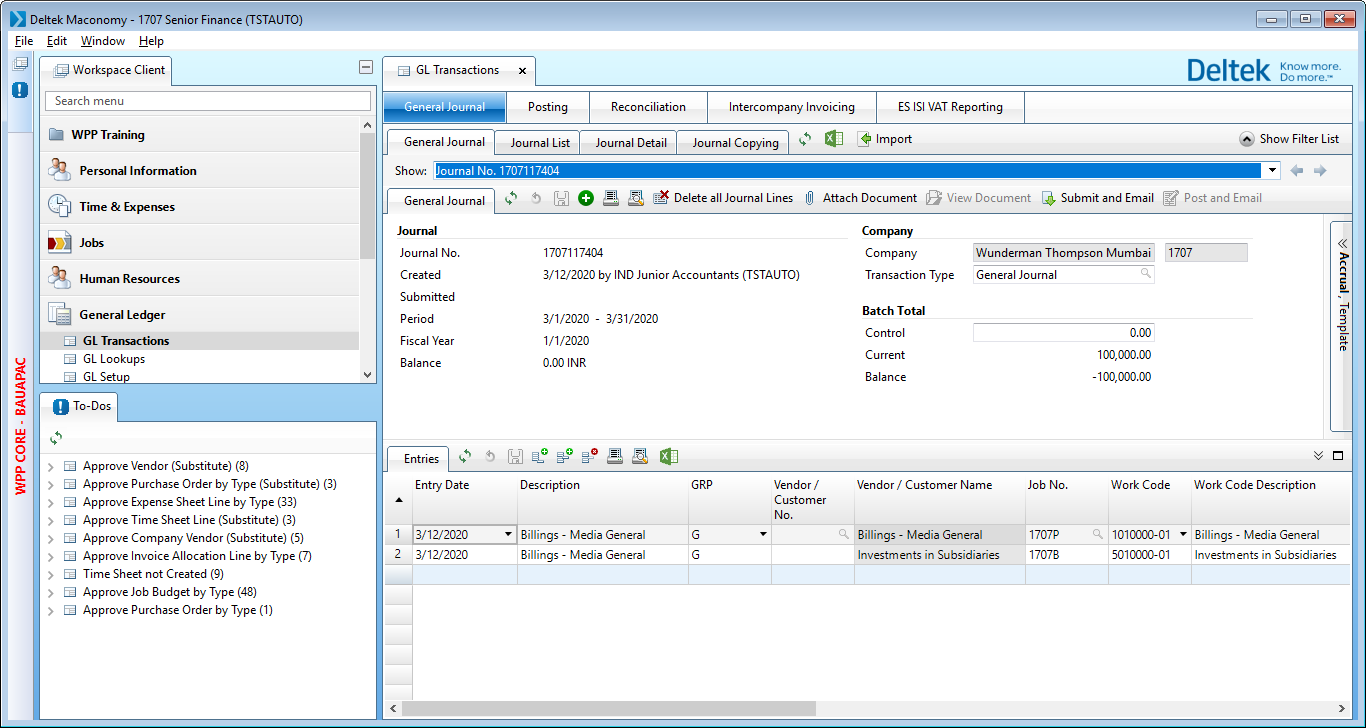 Deltek Maconomy - 1707 Senior Finance (TSTAUTO)
File Edit Window Help
Workspace Client
Search menu
WPP Training
Personal Information
Time & Expenses
Jobs
Human Resources
General Ledger
GL Transactions
GL Lookups
GL Setup
WPP CORE - BAUAPAC
To-Dos
Approve Vendor (Substitute) (8)
Approve Purchase Order by Type (Substitute) (3)
Approve Expense Sheet Line by Type (33)
Approve Time Sheet Line (Substitute) (3)
Approve Company Vendor (Substitute) (5)
Approve Invoice Allocation Line by Type (7)
Time Sheet not Created (9)
Approve Job Budget by Type (48)
Approve Purchase Order by Type (1)
GL Transactions
Deltek Know more.
Do more.™
General Journal Posting Reconciliation Intercompany Invoicing ES ISI VAT Reporting
General Journal Journal List Journal Detail Journal Copying Import Show Filter List
Show: Journal No. 1707117404
General Journal Delete all Journal Lines Attach Document View Document Submit and Email Post and Email
Journal
Journal No. 1707117404
Created 3/12/2020 by IND Junior Accountants (TSTAUTO)
Submitted
Period 3/1/2020 - 3/31/2020
Fiscal Year 1/1/2020
Balance 0.00 INR
Company
Company Wunderman Thompson Mumbai 1707
Transaction Type General Journal
Batch Total
Control 0.00
Current 100,000.00
Balance -100,000.00
Accrual, Template
Entries
Entry Date Description GRP Vendor / Customer No. Vendor / Customer Name Job No. Work Code Work Code Description
1 3/12/2020 Billings - Media General G Billings - Media General 1707P 1010000-01 Billings - Media General
2 3/12/2020 Billings - Media General G Investments in Subsidiaries 1707B 5010000-01 Investments in Subsidiaries